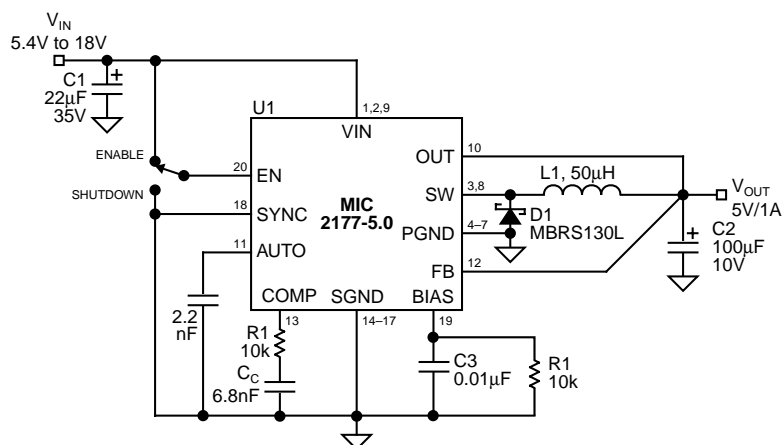 VIN
5.4V to 18V
C1
22µF
35V
U1
1,2,9
VIN
ENABLE
SHUTDOWN
20
EN
18
SYNC
11
AUTO
MIC
2177-5.0
OUT
10
SW
3,8
PGND
4–7
FB
12
COMP
SGND
BIAS
13
14–17
19
L1, 50µH
D1
MBRS130L
VOUT
5V/1A
C2
100µF
10V
2.2
nF
R1
10k
CC
6.8nF
C3
0.01µF
R1
10k